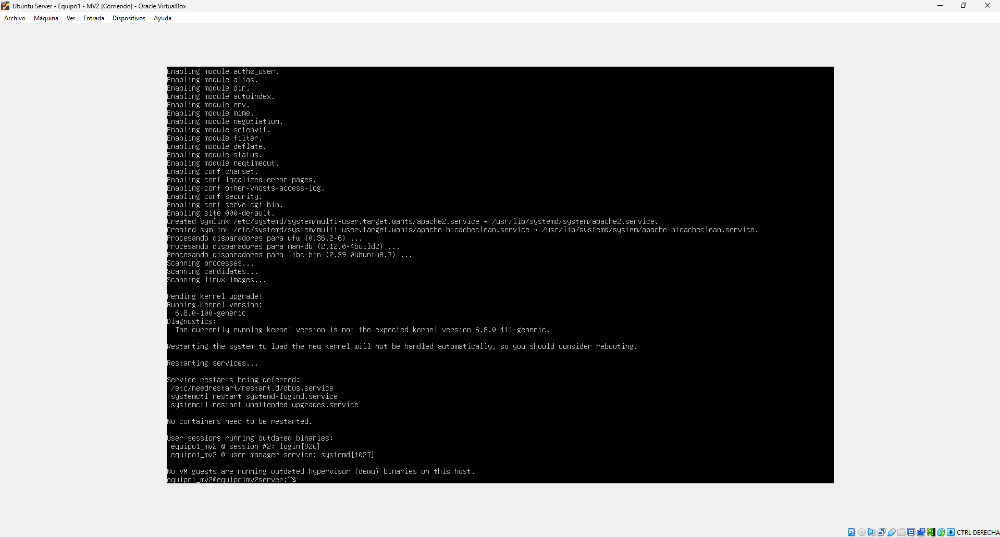 Ubuntu Server - Equipo1 - MV2 [Corriendo] - Oracle VirtualBox
Archivo Máquina Ver Entrada Dispositivos Ayuda
Enabling module authz_user.
Enabling module alias.
Enabling module dir.
Enabling module autoindex.
Enabling module env.
Enabling module mime.
Enabling module negotiation.
Enabling module setenvif.
Enabling module filter.
Enabling module deflate.
Enabling module status.
Enabling module reqtimeout.
Enabling conf charset.
Enabling conf localized-error-pages.
Enabling conf other-vhosts-access-log.
Enabling conf security.
Enabling conf serve-cgi-bin.
Enabling site 000-default.
Created symlink /etc/systemd/system/multi-user.target.wants/apache2.service → /usr/lib/systemd/system/apache2.service.
Created symlink /etc/systemd/system/multi-user.target.wants/apache-htcacheclean.service → /usr/lib/systemd/system/apache-htcacheclean.service.
Procesando disparadores para ufw (0.36.2-6) ...
Procesando disparadores para man-db (2.12.0-4build2) ...
Procesando disparadores para libc-bin (2.39-0ubuntu8.7) ...
Scanning processes...
Scanning candidates...
Scanning linux images...
Pending kernel upgrade!
Running kernel version:
6.8.0-100-generic
Diagnostics:
The currently running kernel version is not the expected kernel version 6.8.0-111-generic.
Restarting the system to load the new kernel will not be handled automatically, so you should consider rebooting.
Restarting services...
Service restarts being deferred:
/etc/needrestart/restart.d/dbus.service
systemctl restart systemd-logind.service
systemctl restart unattended-upgrades.service
No containers need to be restarted.
User sessions running outdated binaries:
equipo1_mv2 @ session #2: login[926]
equipo1_mv2 @ user manager service: systemd[1027]
No VM guests are running outdated hypervisor (qemu) binaries on this host.
equipo1_mv2@equipo1mv2server:~$
CTRL DERECHA